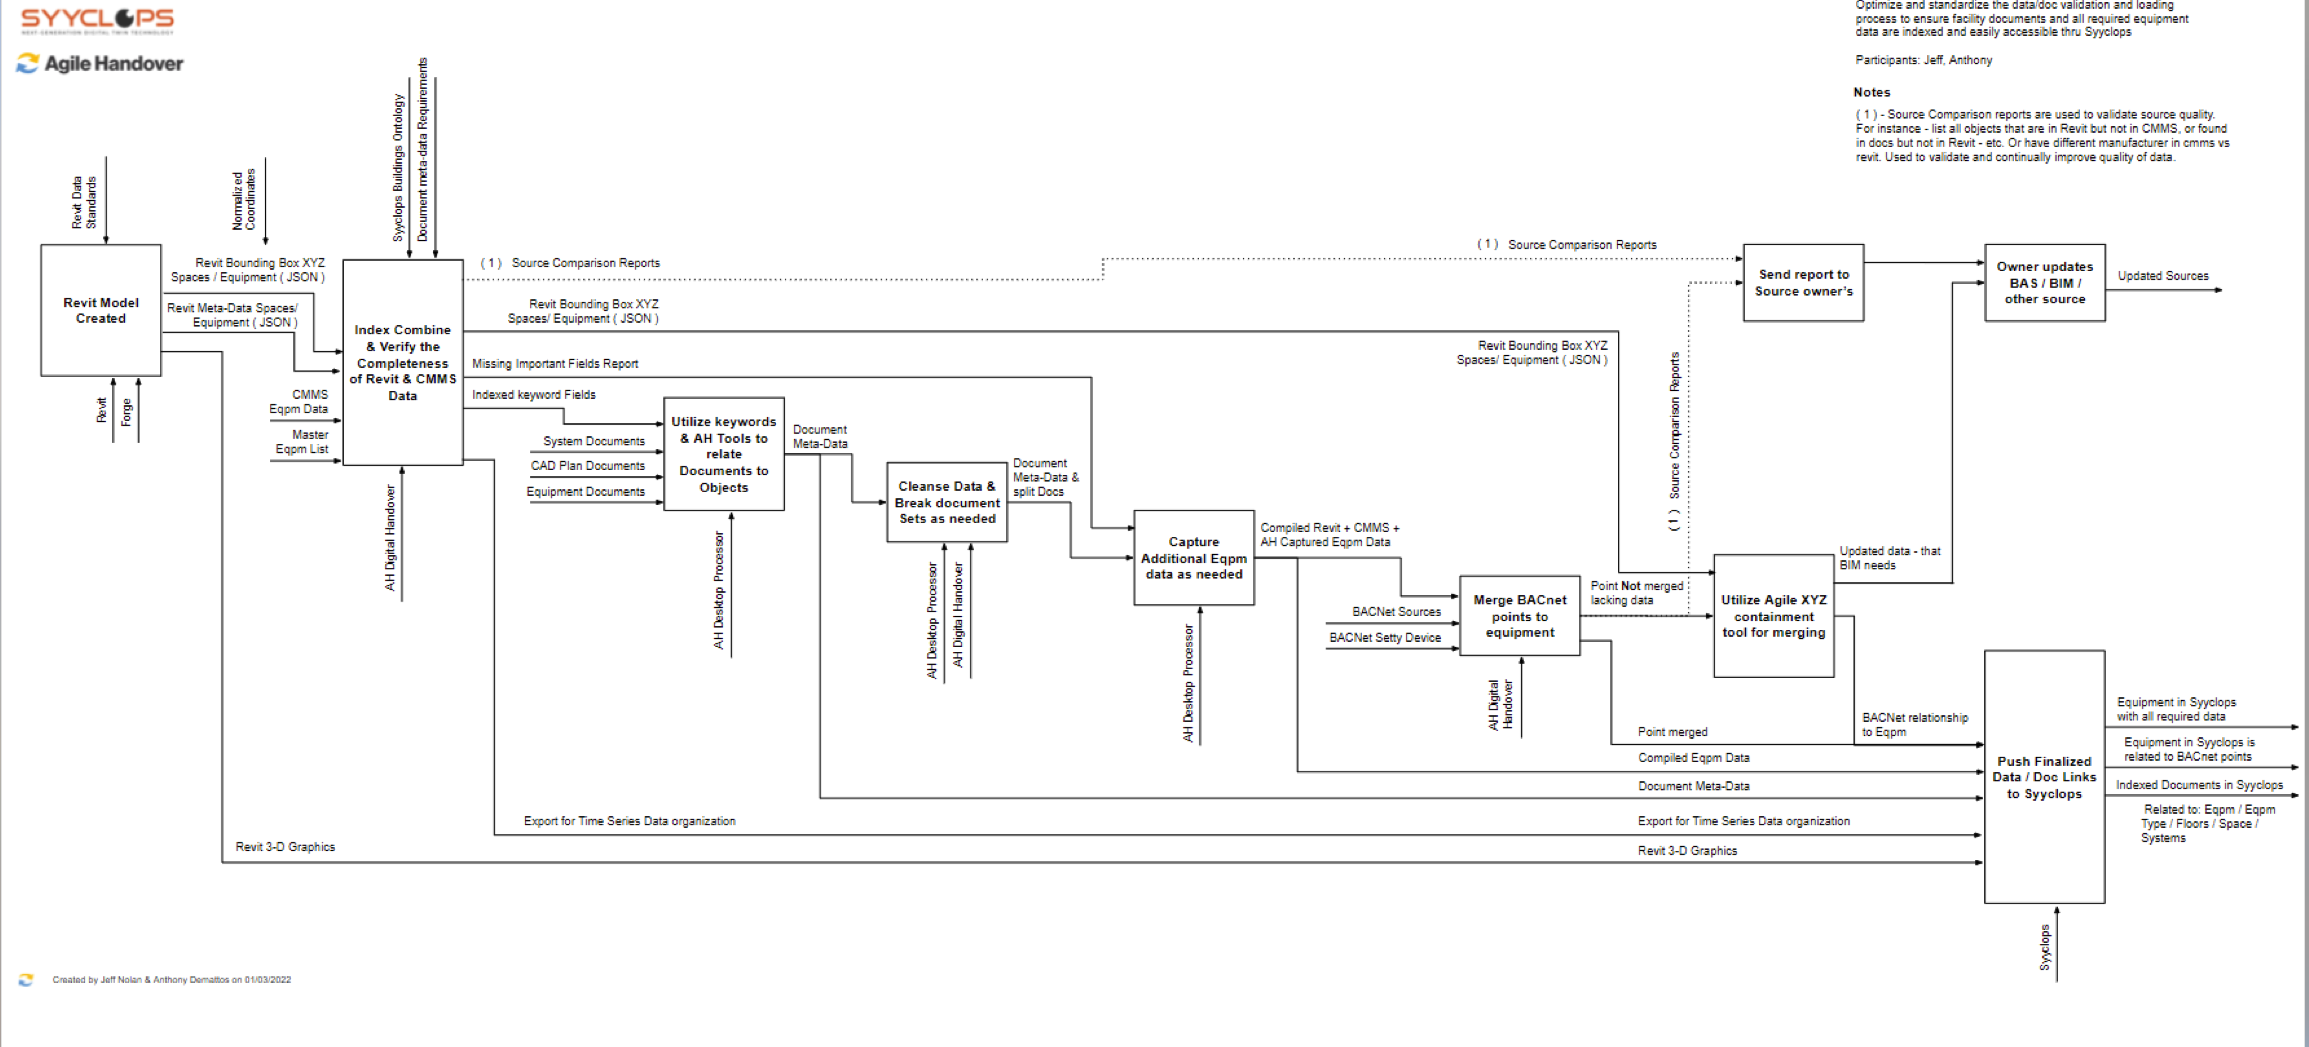 SYYCLOPS
NEXT-GENERATION DIGITAL TWIN TECHNOLOGY
Agile Handover
Optimize and standardize the data/doc validation and loading
process to ensure facility documents and all required equipment
data are indexed and easily accessible thru Syyclops
Participants: Jeff, Anthony
Notes
( 1 ) - Source Comparison reports are used to validate source quality.
For instance - list all objects that are in Revit but not in CMMS, or found
in docs but not in Revit - etc. Or have different manufacturer in cmms vs
revit. Used to validate and continually improve quality of data.
Revit Data
Standards
Normalized
Coordinates
Syyclops Buildings Ontology
Document meta-data Requirements
Revit Model
Created
Revit
Forge
Revit Bounding Box XYZ
Spaces / Equipment ( JSON )
Revit Meta-Data Spaces/
Equipment ( JSON )
CMMS
Eqpm Data
Master
Eqpm List
Index Combine
& Verify the
Completeness
of Revit & CMMS
Data
AH Digital Handover
( 1 ) Source Comparison Reports
Revit Bounding Box XYZ
Spaces/ Equipment ( JSON )
Missing Important Fields Report
Indexed keyword Fields
System Documents
CAD Plan Documents
Equipment Documents
Utilize keywords
& AH Tools to
relate
Documents to
Objects
AH Desktop Processor
Document
Meta-Data
Cleanse Data &
Break document
Sets as needed
AH Desktop Processor
AH Digital Handover
Document
Meta-Data &
split Docs
Capture
Additional Eqpm
data as needed
AH Desktop Processor
Compiled Revit + CMMS +
AH Captured Eqpm Data
BACNet Sources
BACNet Setty Device
Merge BACnet
points to
equipment
AH Digital
Handover
( 1 ) Source Comparison Reports
Revit Bounding Box XYZ
Spaces/ Equipment ( JSON )
( 1 ) Source Comparison Reports
Point Not merged
lacking data
Utilize Agile XYZ
containment
tool for merging
Send report to
Source owner's
Owner updates
BAS / BIM /
other source
Updated Sources
Updated data - that
BIM needs
BACNet relationship
to Eqpm
Point merged
Compiled Eqpm Data
Document Meta-Data
Export for Time Series Data organization
Export for Time Series Data organization
Revit 3-D Graphics
Revit 3-D Graphics
Push Finalized
Data / Doc Links
to Syyclops
Syyclops
Equipment in Syyclops
with all required data
Equipment in Syyclops is
related to BACnet points
Indexed Documents in Syyclops
Related to: Eqpm / Eqpm
Type / Floors / Space /
Systems
Created by Jeff Nolan & Anthony Demattos on 01/03/2022